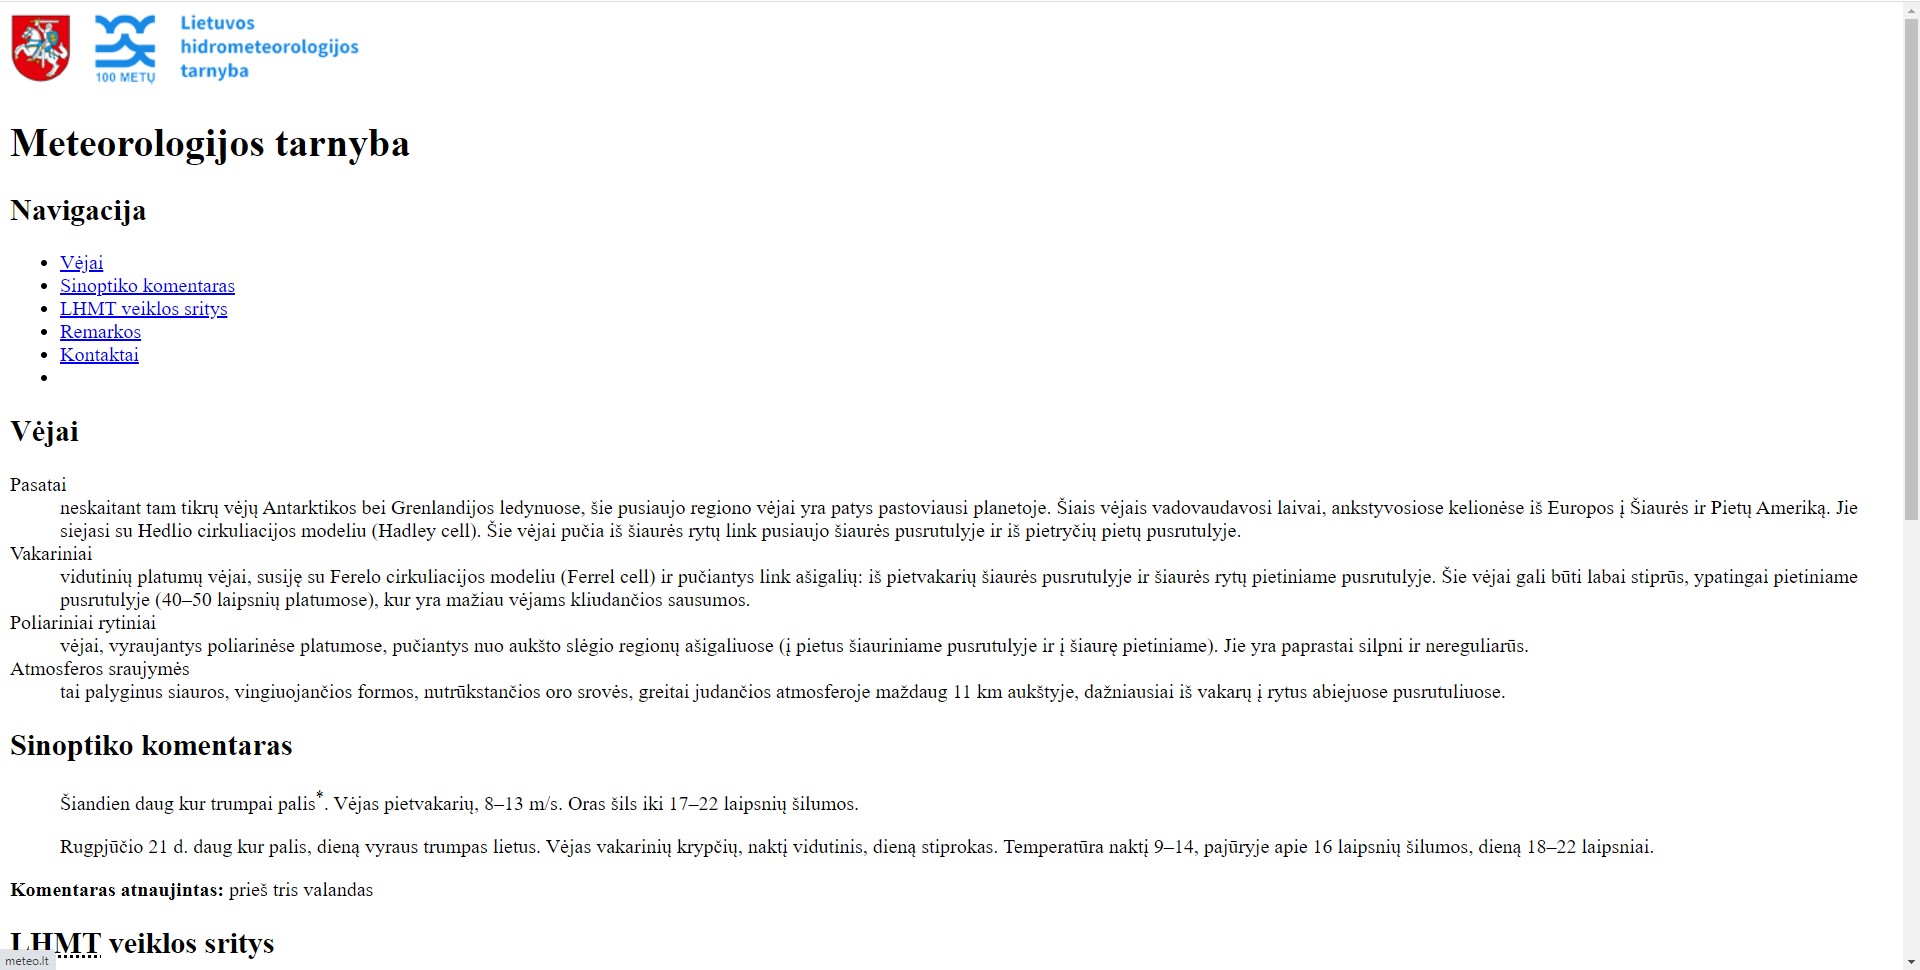 Lietuvos
hidrometeorologijos
tarnyba
100 METŲ
Meteorologijos tarnyba
Navigacija
Vėjai
Sinoptiko komentaras
LHMT veiklos sritys
Remarkos
Kontaktai
Vėjai
Pasatai
neskaitant tam tikrų vėjų Antarktikos bei Grenlandijos ledynuose, šie pusiaujo regiono vėjai yra patys pastoviausi planetoje. Šiais vėjais vadovaudavosi laivai, ankstyvosiose kelionėse iš Europos į Šiaurės ir Pietų Ameriką. Jie
siejasi su Hedlio cirkuliacijos modeliu (Hadley cell). Šie vėjai pučia iš šiaurės rytų link pusiaujo šiaurės pusrutulyje ir iš pietryčių pietų pusrutulyje.
Vakariniai
vidutinių platumų vėjai, susiję su Ferelo cirkuliacijos modeliu (Ferrel cell) ir pučiantys link ašigalių: iš pietvakarių šiaurės pusrutulyje ir šiaurės rytų pietiniame pusrutulyje. Šie vėjai gali būti labai stiprūs, ypatingai pietiniame
pusrutulyje (40–50 laipsnių platumose), kur yra mažiau vėjams kliudančios sausumos.
Poliariniai rytiniai
vėjai, vyraujantys poliarinėse platumose, pučiantys nuo aukšto slėgio regionų ašigaliuose (į pietus šiauriniame pusrutulyje ir į šiaurę pietiniame). Jie yra paprastai silpni ir nereguliarūs.
Atmosferos sraujymės
tai palyginus siauros, vingiuojančios formos, nutrūkstančios oro srovės, greitai judančios atmosferoje maždaug 11 km aukštyje, dažniausiai iš vakarų į rytus abiejuose pusrutuliuose.
Sinoptiko komentaras
Šiandien daug kur trumpai palis*. Vėjas pietvakarių, 8–13 m/s. Oras šils iki 17–22 laipsnių šilumos.
Rugpjūčio 21 d. daug kur palis, dieną vyraus trumpas lietus. Vėjas vakarinių krypčių, naktį vidutinis, dieną stiprokas. Temperatūra naktį 9–14, pajūryje apie 16 laipsnių šilumos, dieną 18–22 laipsniai.
Komentaras atnaujintas: prieš tris valandas
LHMT veiklos sritys
meteo.lt